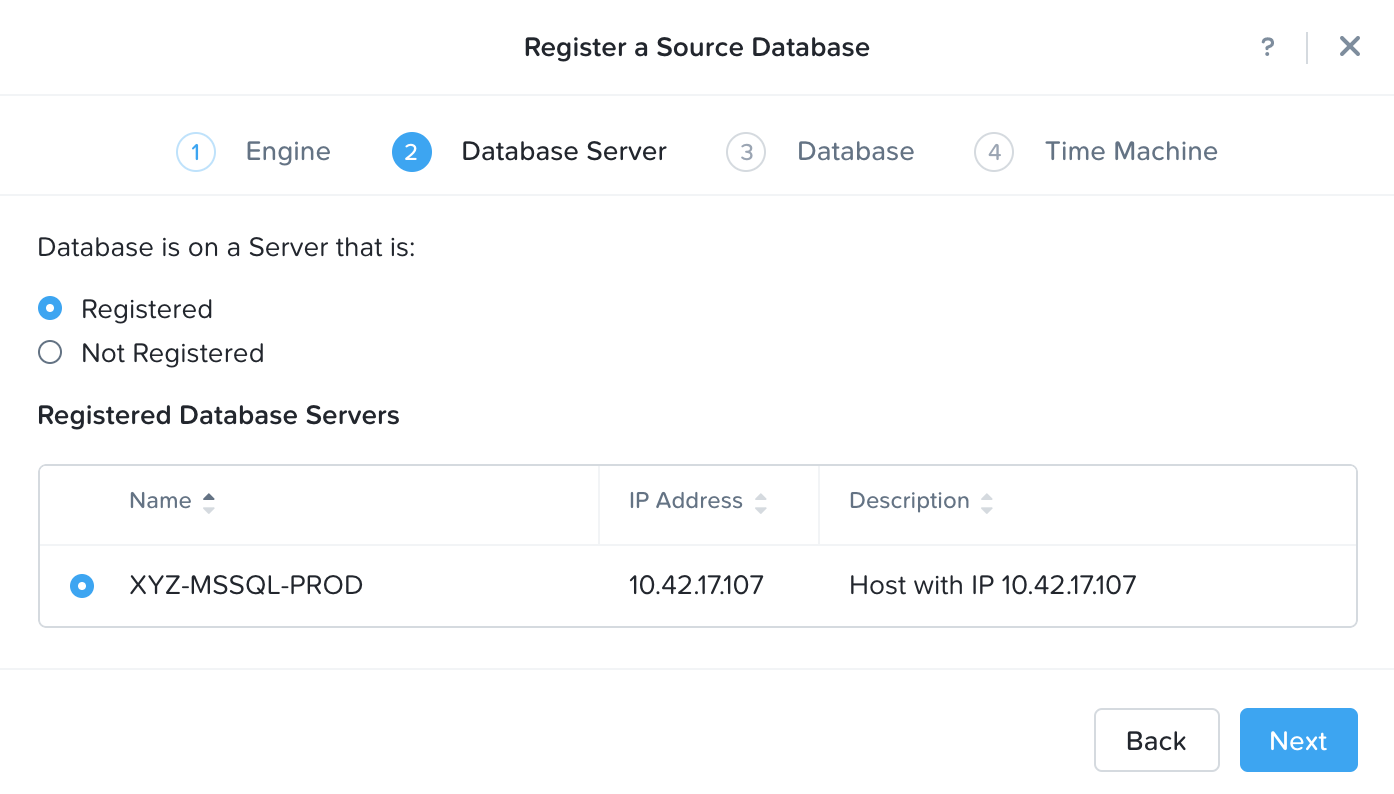 Register a Source Database ?
1 Engine 2 Database Server 3 Database 4 Time Machine
Database is on a Server that is:
Registered
Not Registered
Registered Database Servers
Name IP Address Description
XYZ-MSSQL-PROD 10.42.17.107 Host with IP 10.42.17.107
Back Next